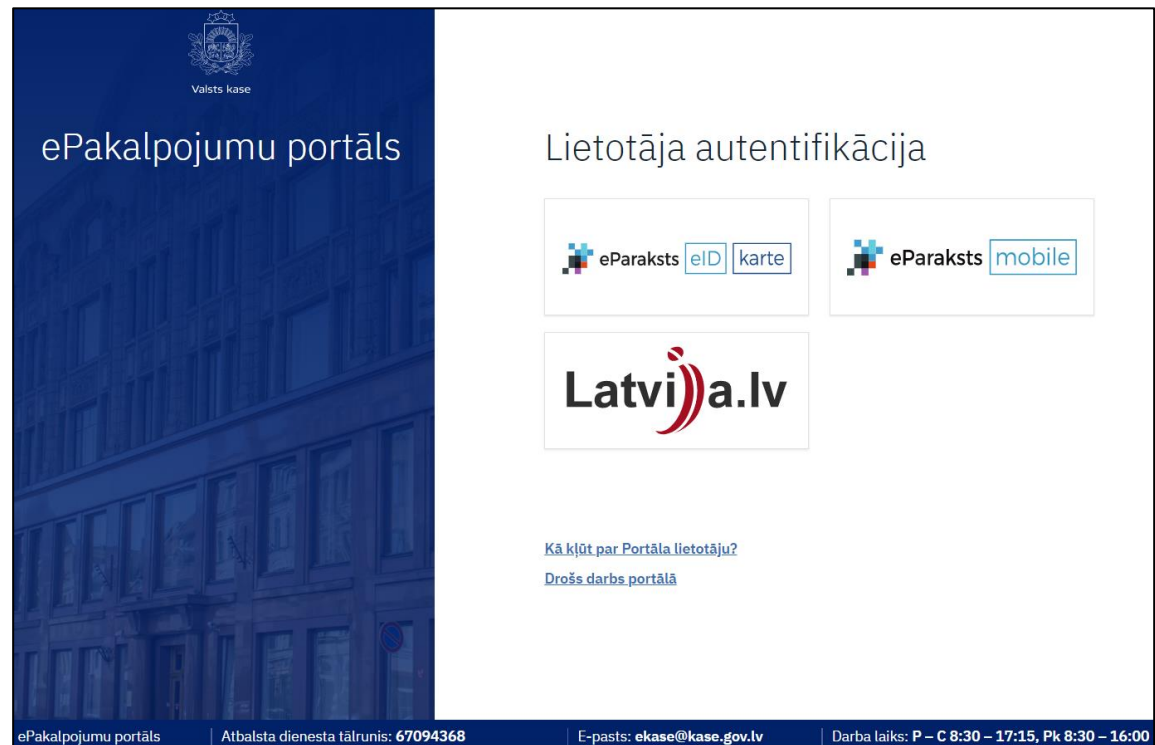 Valsts kase
ePakalpojumu portāls
Lietotāja autentifikācija
eParaksts eID karte
eParaksts mobile
Latvija.lv
Kā kļūt par Portāla lietotāju?
Drošs darbs portālā
ePakalpojumu portāls
Atbalsta dienesta tālrunis: 67094368
E-pasts: ekase@kase.gov.lv
Darba laiks: P – C 8:30 – 17:15, Pk 8:30 – 16:00